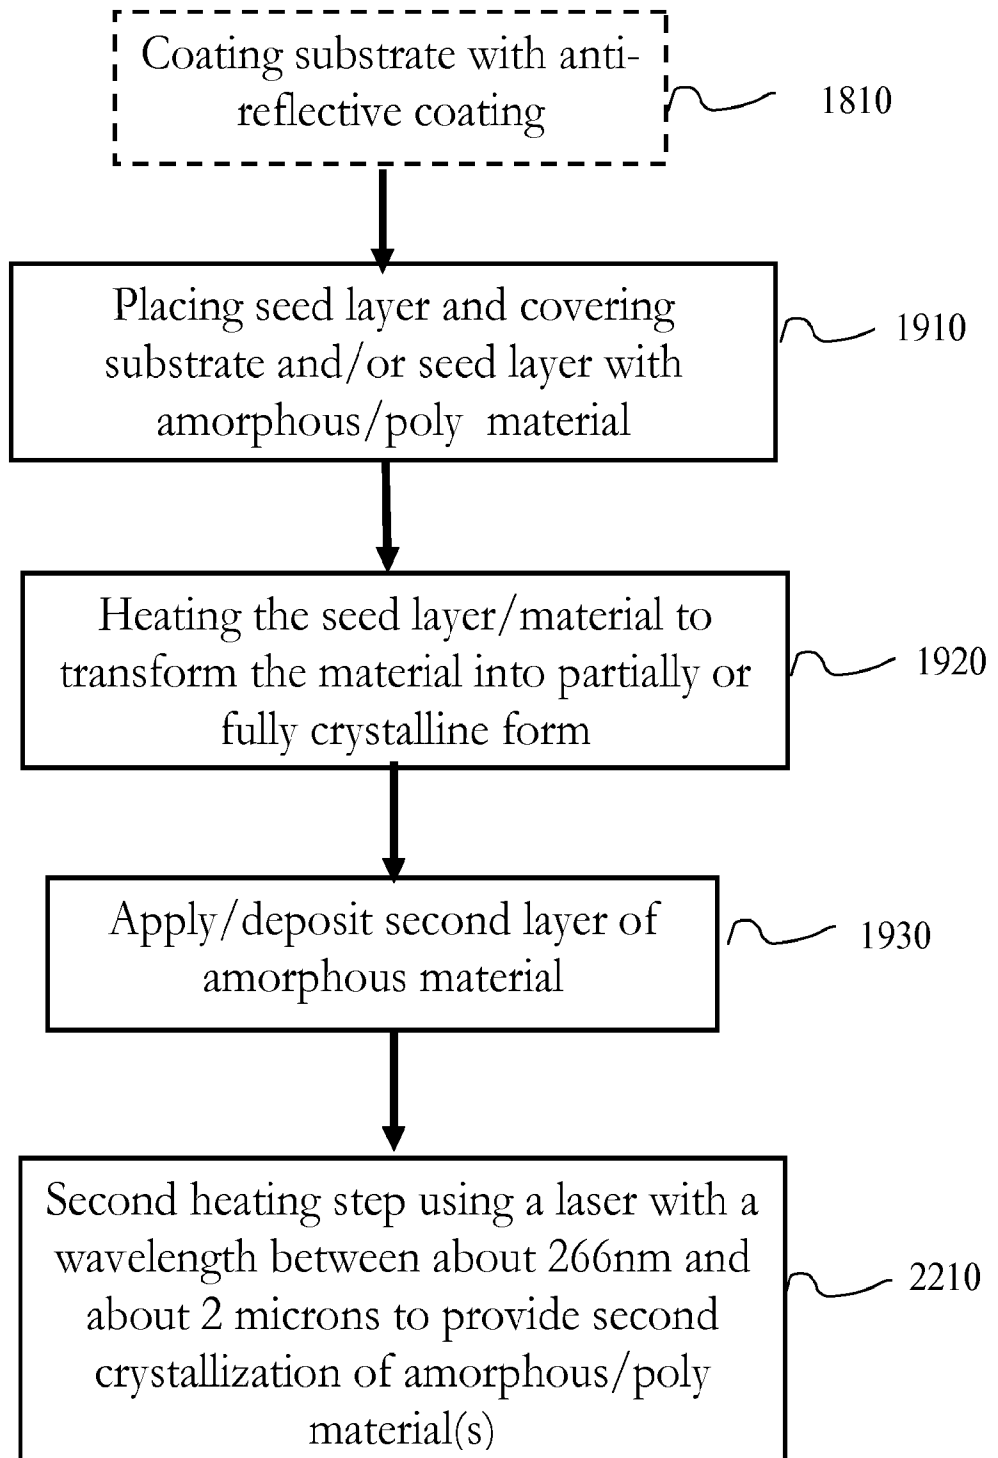 Coating substrate with anti-
reflective coating
1810
Placing seed layer and covering
substrate and/or seed layer with
amorphous/poly material
1910
Heating the seed layer/material to
transform the material into partially or
fully crystalline form
1920
Apply/deposit second layer of
amorphous material
1930
Second heating step using a laser with a
wavelength between about 266nm and
about 2 microns to provide second
crystallization of amorphous/poly
material(s)
2210